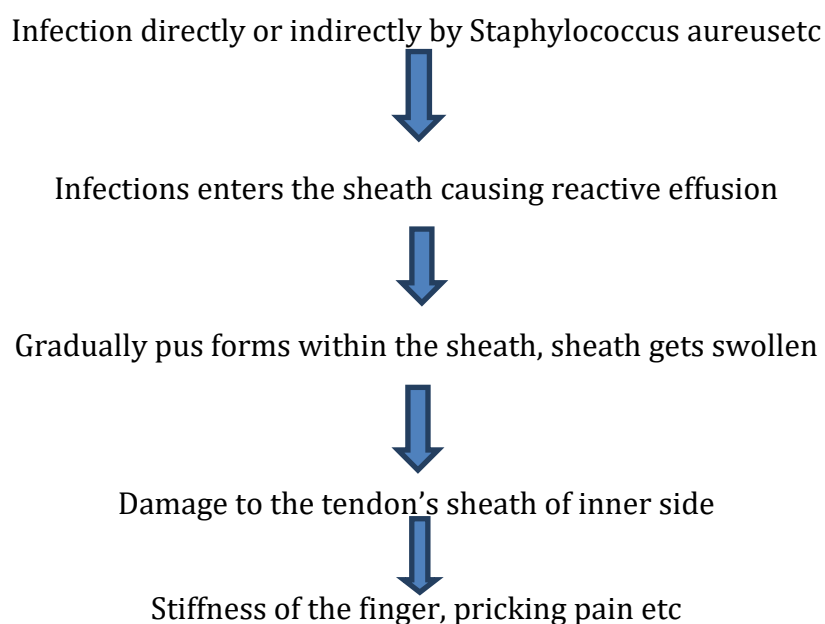 Infection directly or indirectly by Staphylococcus aureusetc
Infections enters the sheath causing reactive effusion
Gradually pus forms within the sheath, sheath gets swollen
Damage to the tendon’s sheath of inner side
Stiffness of the finger, pricking pain etc